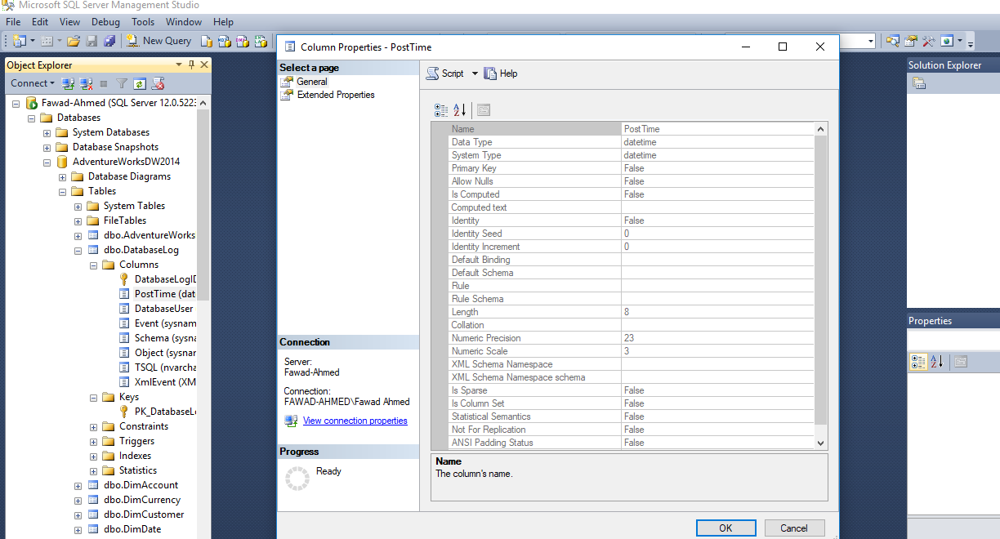 Microsoft SQL Server Management Studio
File Edit View Debug Tools Window Help
New Query
Object Explorer
Connect
Fawad-Ahmed (SQL Server 12.0.5223
Databases
System Databases
Database Snapshots
AdventureWorksDW2014
Database Diagrams
Tables
System Tables
FileTables
dbo.AdventureWorks
dbo.DatabaseLog
Columns
DatabaseLogID
PostTime (dat
DatabaseUser
Event (sysnam
Schema (sysna
Object (sysnar
TSQL (nvarcha
XmlEvent (XM
Keys
PK_DatabaseLo
Constraints
Triggers
Indexes
Statistics
dbo.DimAccount
dbo.DimCurrency
dbo.DimCustomer
dbo.DimDate
Column Properties - PostTime
Select a page
General
Extended Properties
Connection
Server:
Fawad-Ahmed
Connection:
FAWAD-AHMED\Fawad Ahmed
View connection properties
Progress
Ready
Script Help
Name PostTime
Data Type datetime
System Type datetime
Primary Key False
Allow Nulls False
Is Computed False
Computed text
Identity False
Identity Seed 0
Identity Increment 0
Default Binding
Default Schema
Rule
Rule Schema
Length 8
Collation
Numeric Precision 23
Numeric Scale 3
XML Schema Namespace
XML Schema Namespace schema
Is Sparse False
Is Column Set False
Statistical Semantics False
Not For Replication False
ANSI Padding Status False
Name
The column's name.
OK Cancel
Solution Explorer
Properties